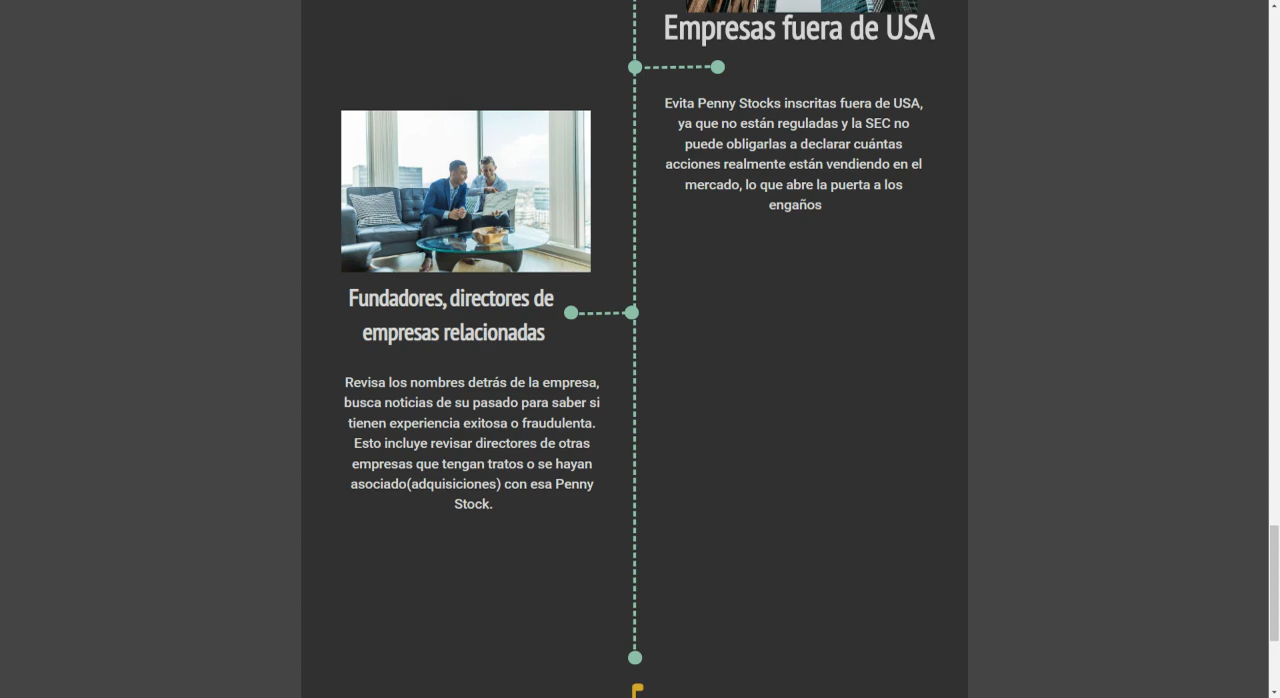 Empresas fuera de USA
Evita Penny Stocks inscritas fuera de USA,
ya que no están reguladas y la SEC no
puede obligarlas a declarar cuántas
acciones realmente están vendiendo en el
mercado, lo que abre la puerta a los
engaños
Fundadores, directores de
empresas relacionadas
Revisa los nombres detrás de la empresa,
busca noticias de su pasado para saber si
tienen experiencia exitosa o fraudulenta.
Esto incluye revisar directores de otras
empresas que tengan tratos o se hayan
asociado(adquisiciones) con esa Penny
Stock.